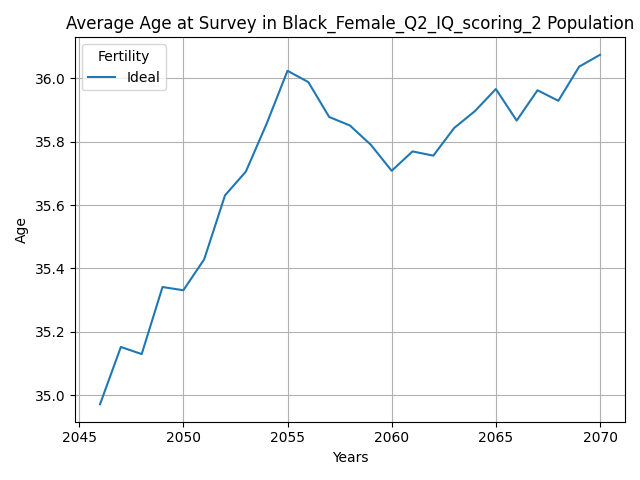 Average Age at Survey in Black_Female_Q2_IQ_scoring_2 Population
Fertility
Ideal
36.0
35.8
35.6
35.4
35.2
35.0
Age
2045 2050 2055 2060 2065 2070
Years